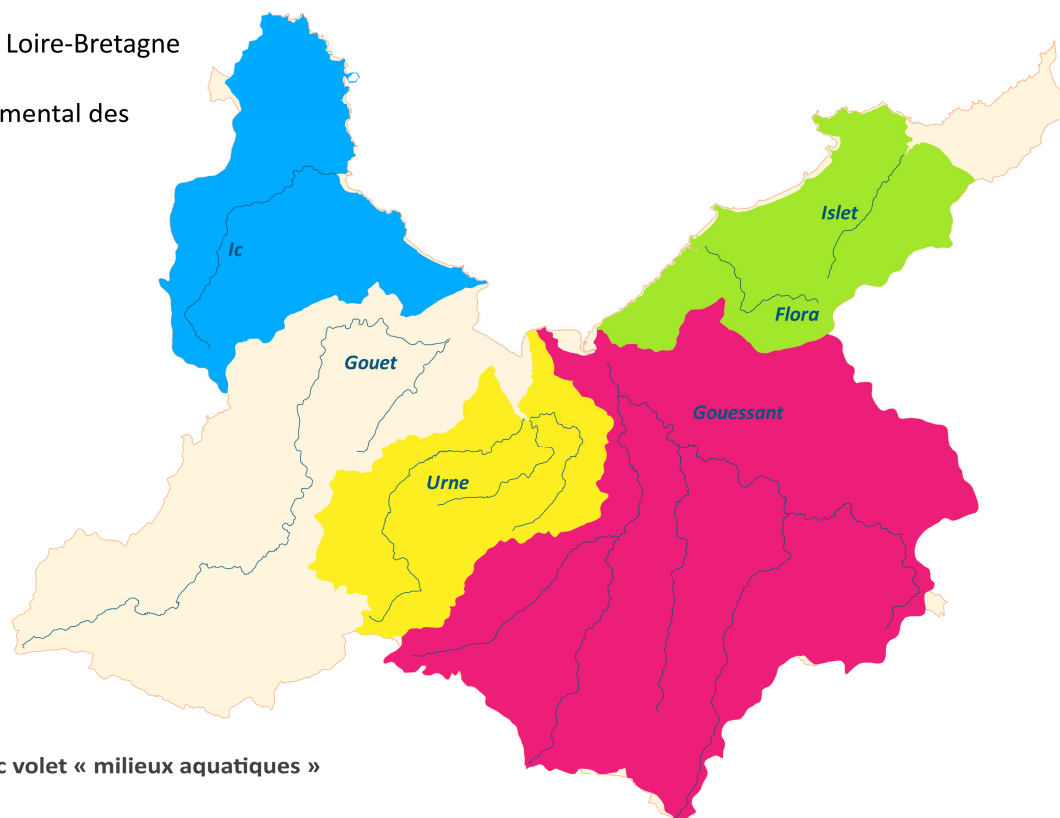 Loire-Bretagne
mental des
Islet
Ic
Flora
Gouet
Gouessant
Urne
c volet « milieux aquatiques »